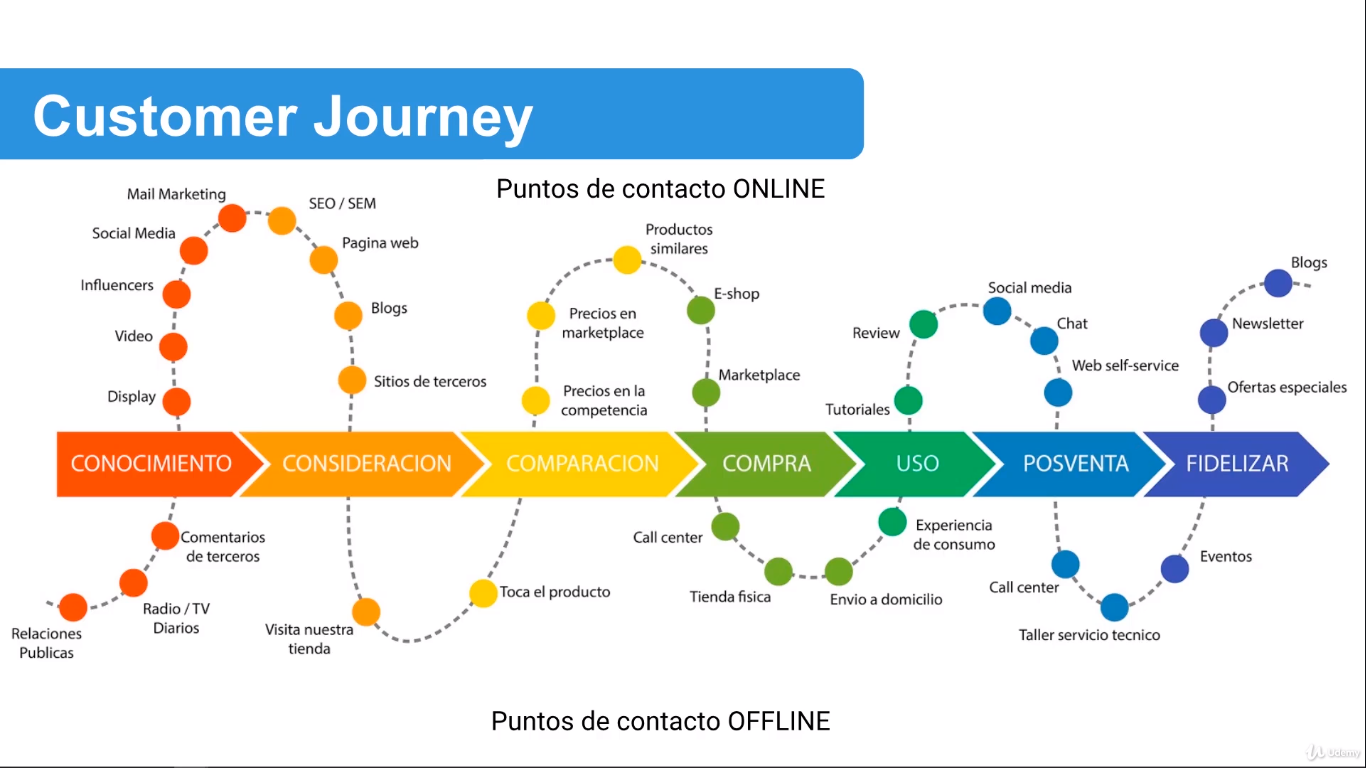 Customer Journey
Puntos de contacto ONLINE
Mail Marketing
SEO / SEM
Social Media
Pagina web
Influencers
Blogs
Video
Sitios de terceros
Display
Productos
similares
Precios en
marketplace
E-shop
Precios en la
competencia
Marketplace
Review
Social media
Tutoriales
Chat
Web self-service
Blogs
Newsletter
Ofertas especiales
CONOCIMIENTO
CONSIDERACION
COMPARACION
COMPRA
USO
POSVENTA
FIDELIZAR
Comentarios
de terceros
Radio / TV
Diarios
Relaciones
Publicas
Visita nuestra
tienda
Toca el producto
Call center
Tienda fisica
Envio a domicilio
Experiencia
de consumo
Call center
Taller servicio tecnico
Eventos
Puntos de contacto OFFLINE
Udemy